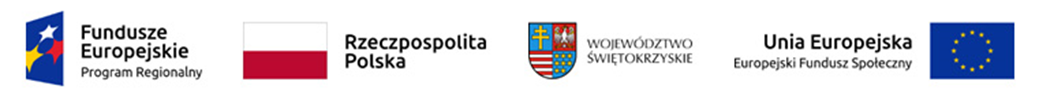 Fundusze
Europejskie
Program Regionalny
Rzeczpospolita
Polska
WOJEWÓDZTWO
ŚWIĘTOKRZYSKIE
Unia Europejska
Europejski Fundusz Społeczny